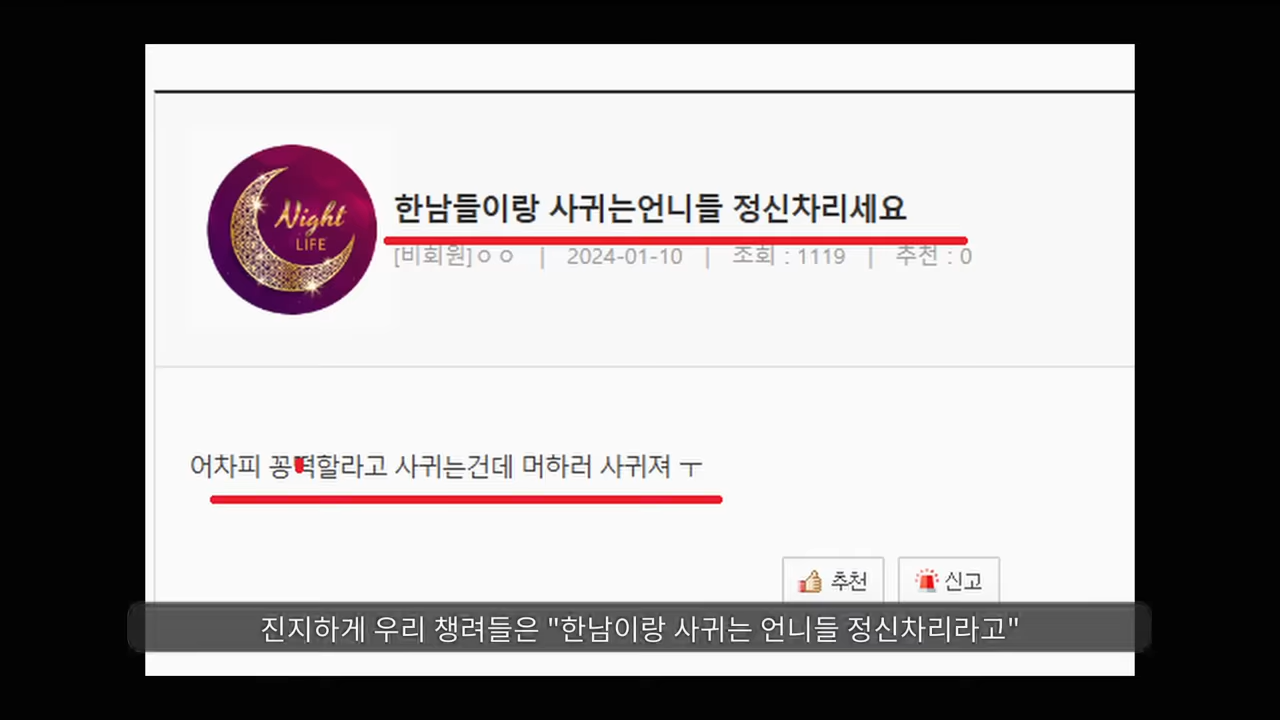 Night
LIFE
한남들이랑 사귀는언니들 정신차리세요
[비회원]ㅇㅇ | 2024-01-10 | 조회 : 1119 | 추천 : 0
어차피 꽁떡할라고 사귀는건데 머하러 사귀져 ㅜ
추천 신고
진지하게 우리 챙려들은 "한남이랑 사귀는 언니들 정신차리라고"